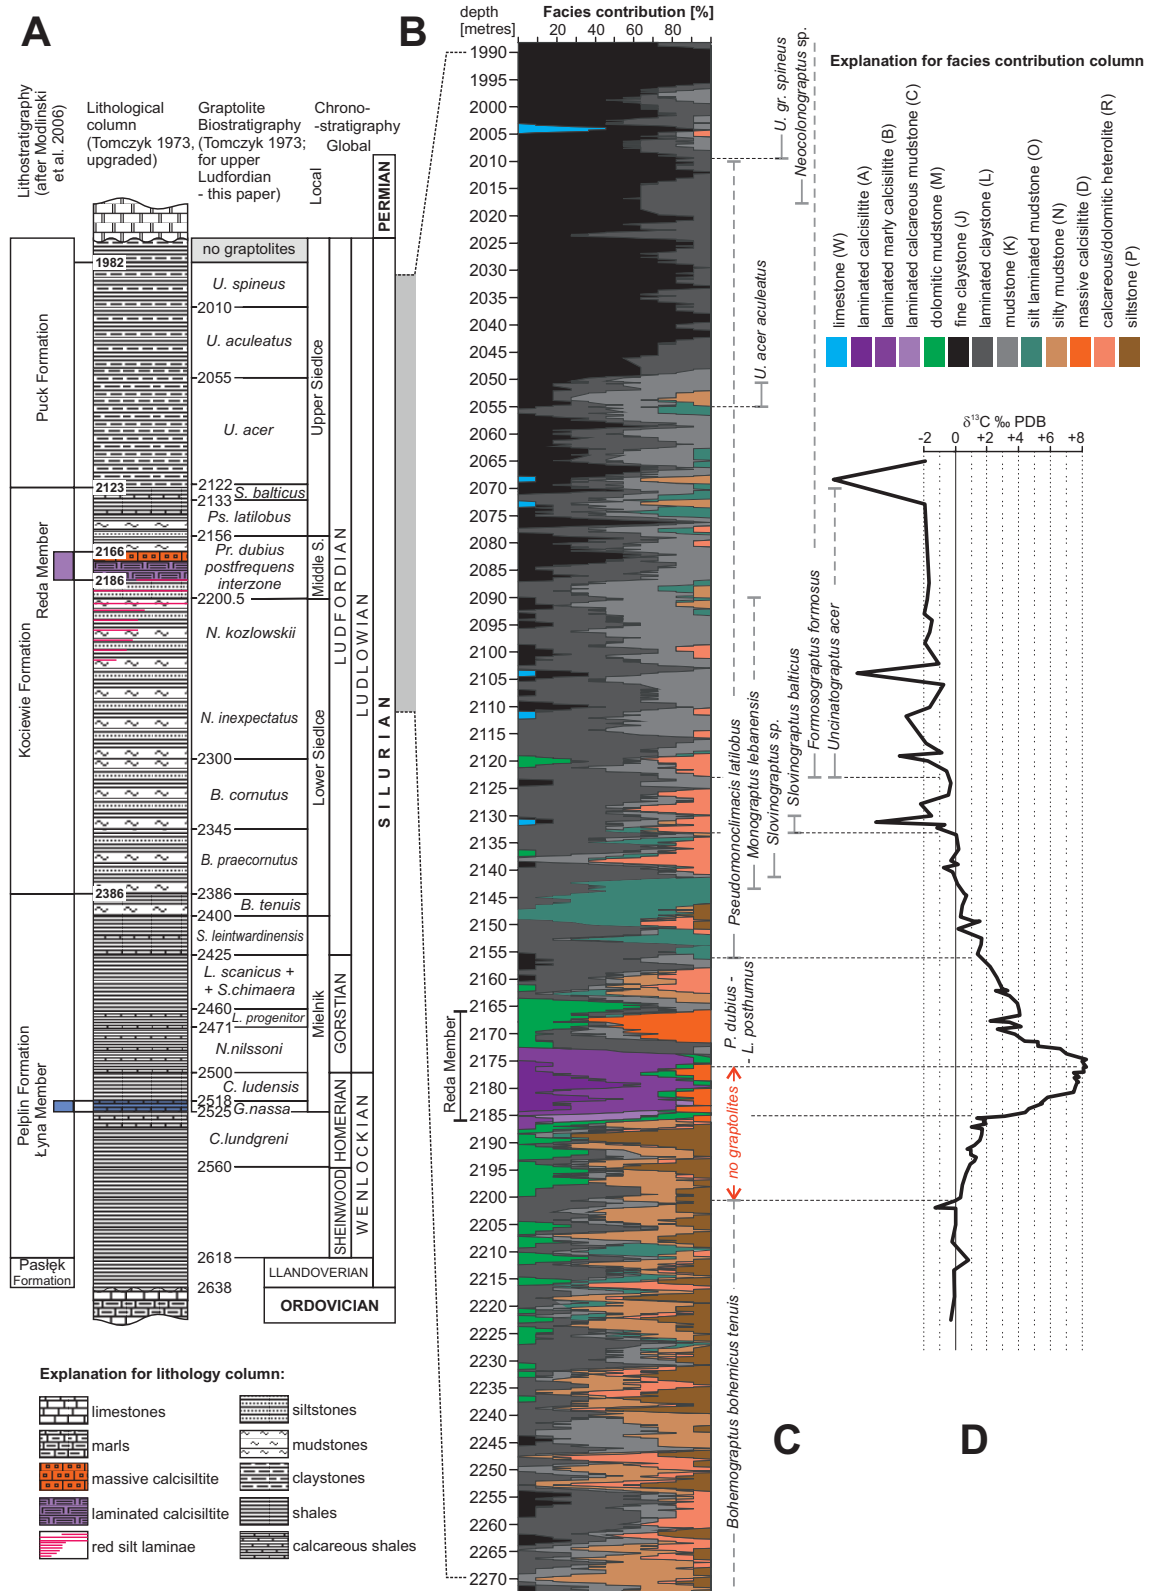 A
B
Lithostratigraphy
(after Modlinski
et al. 2006)
Lithological
column
(Tomczyk 1973,
upgraded)
Graptolite
Biostratigraphy
(Tomczyk 1973;
for upper
Ludfordian
- this paper)
Chrono-
-stratigraphy
Global
Local
PERMIAN
no graptolites
1982
U. spineus
2010
U. aculeatus
2055
U. acer
2122
2123
S. balticus
2133
Ps. latilobus
2156
2166
Pr. dubius
postfrequens
interzone
2186
2200.5
N. kozlowskii
N. inexpectatus
2300
B. cornutus
2345
B. praecornutus
2386
2386
B. tenuis
2400
S. leintwardinensis
2425
L. scanicus +
+ S.chimaera
2460
L. progenitor
2471
N.nilssoni
2500
C. ludensis
2518
2525
G.nassa
C.lundgreni
2560
2618
2638
Puck Formation
Reda Member
Kociewie Formation
Pelplin Formation
Łyna Member
Pasłęk
Formation
Upper Siedlce
Middle S.
Lower Siedlce
Mielnik
LUDFORDIAN
GORSTIAN
HOMERIAN
SHEINWOOD
LUDLOWIAN
WENLOCKIAN
SILURIAN
LLANDOVERIAN
ORDOVICIAN
Explanation for lithology column:
limestones
marls
massive calcisiltite
laminated calcisiltite
red silt laminae
siltstones
mudstones
claystones
shales
calcareous shales
depth
[metres]
Facies contribution [%]
20 40 60 80
1990
1995
2000
2005
2010
2015
2020
2025
2030
2035
2040
2045
2050
2055
2060
2065
2070
2075
2080
2085
2090
2095
2100
2105
2110
2115
2120
2125
2130
2135
2140
2145
2150
2155
2160
2165
2170
2175
2180
2185
2190
2195
2200
2205
2210
2215
2220
2225
2230
2235
2240
2245
2250
2255
2260
2265
2270
Reda Member
U. gr. spineus
Neocolonograptus sp.
U. acer aculeatus
Pseudomonoclimacis latilobus
Monograptus lebanensis
Slovinograptus sp.
Slovinograptus balticus
Formosograptus formosus
Uncinatograptus acer
P. dubius -
- L. posthumus
no graptolites
Bohemograptus bohemicus tenuis
C
Explanation for facies contribution column
limestone (W)
laminated calcisiltite (A)
laminated marly calcisiltite (B)
laminated calcareous mudstone (C)
dolomitic mudstone (M)
fine claystone (J)
laminated claystone (L)
mudstone (K)
silt laminated mudstone (O)
silty mudstone (N)
massive calcisiltite (D)
calcareous/dolomitic heterolite (R)
siltstone (P)
δ13C ‰ PDB
-2 0 +2 +4 +6 +8
D